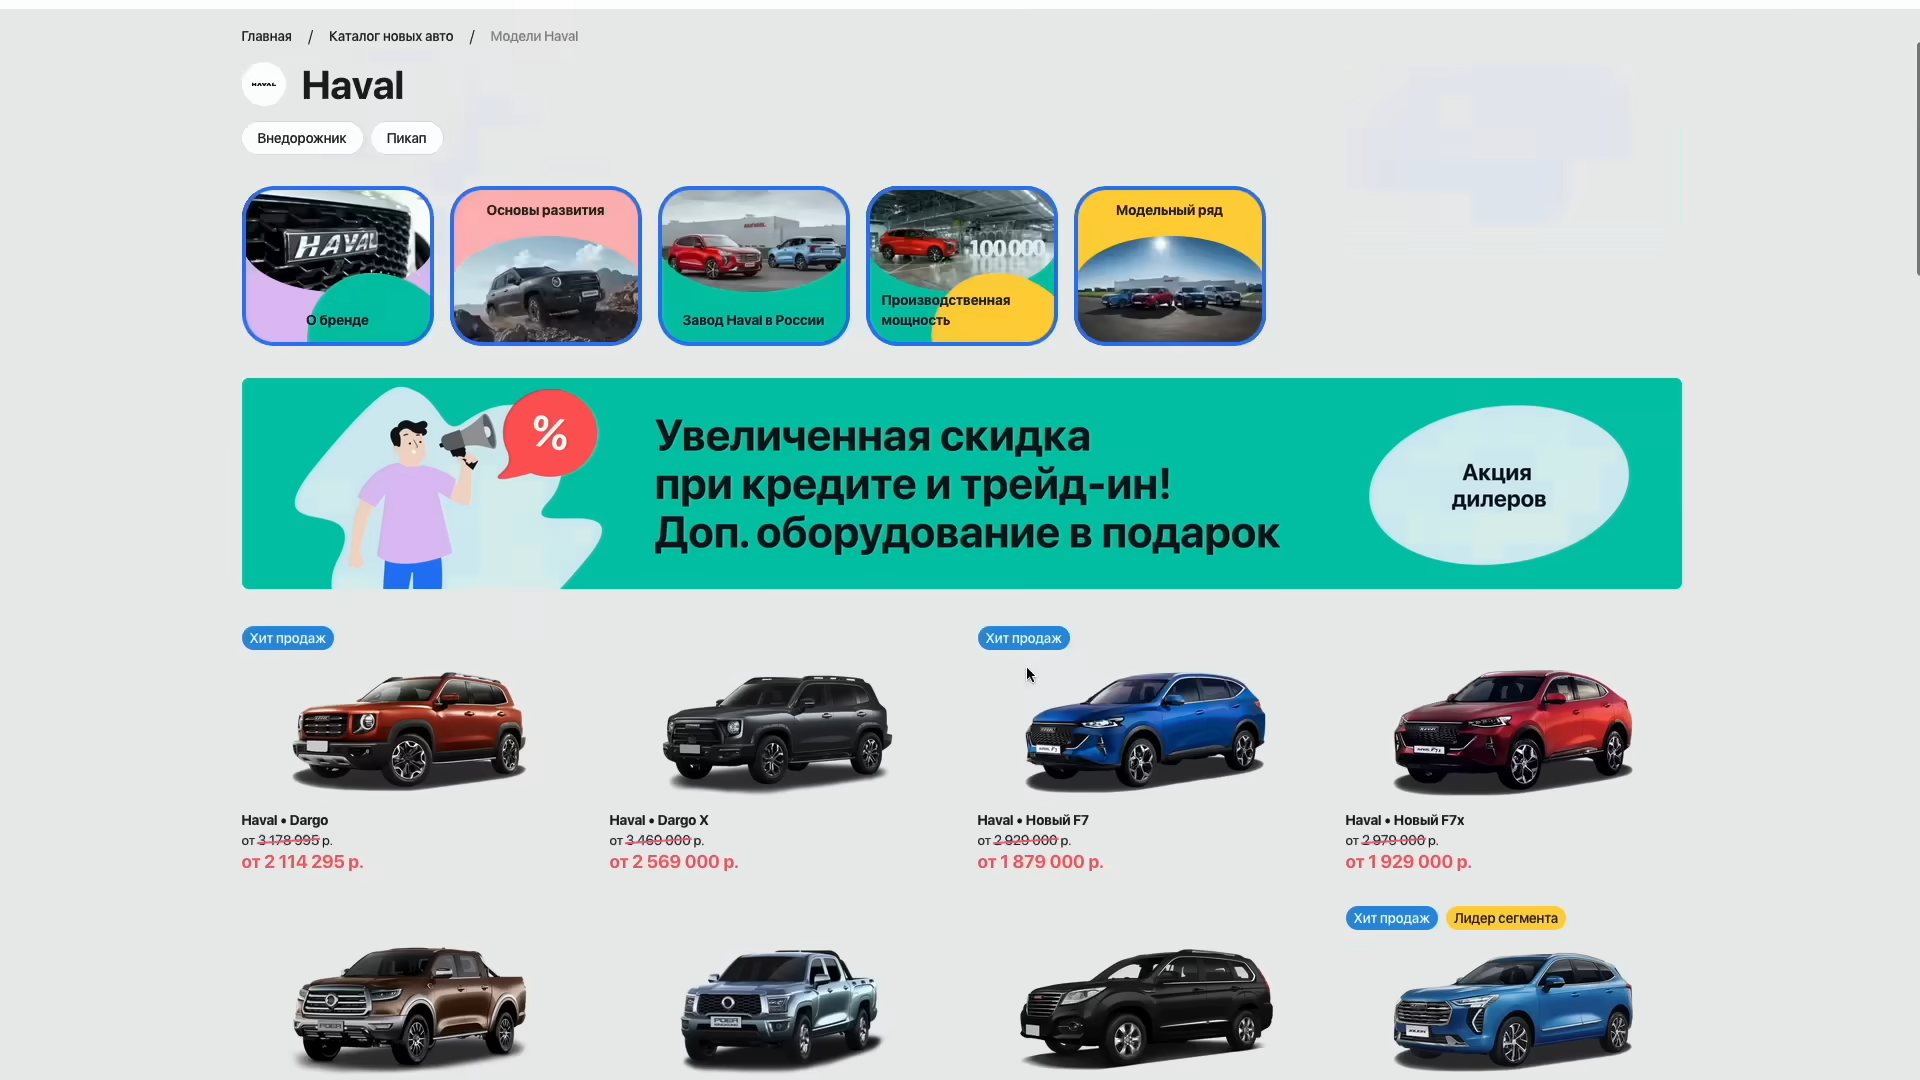 Главная / Каталог новых авто / Модели Haval
HAVAL
Haval
Внедорожник
Пикап
HAVAL
О бренде
Основы развития
Завод Haval в России
100 000
Производственная
мощность
Модельный ряд
%
Увеличенная скидка
при кредите и трейд-ин!
Доп. оборудование в подарок
Акция
дилеров
Хит продаж
Haval • Dargo
от 3 178 995 р.
от 2 114 295 р.
Haval • Dargo X
от 3 469 000 р.
от 2 569 000 р.
Хит продаж
Haval • Новый F7
от 2 929 000 р.
от 1 879 000 р.
Haval • Новый F7x
от 2 979 000 р.
от 1 929 000 р.
POER
POER
Хит продаж
Лидер сегмента